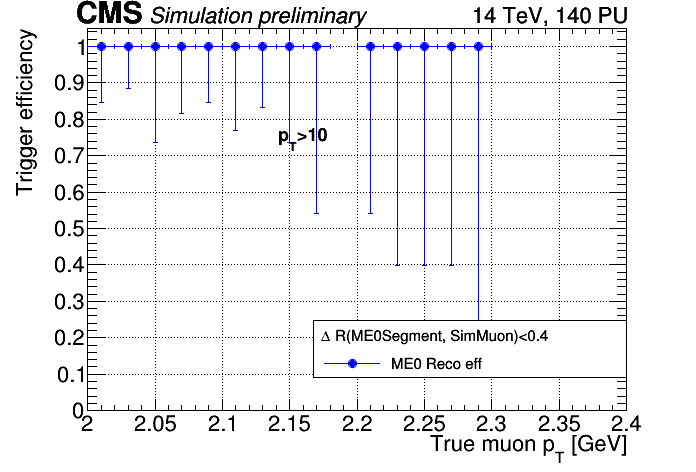 CMS Simulation preliminary 14 TeV, 140 PU
Trigger efficiency
1
0.9
0.8
pT>10
0.7
0.6
0.5
0.4
0.3
0.2
Δ R(ME0Segment, SimMuon)<0.4
0.1
ME0 Reco eff
0
2 2.05 2.1 2.15 2.2 2.25 2.3 2.35 2.4
True muon pT [GeV]